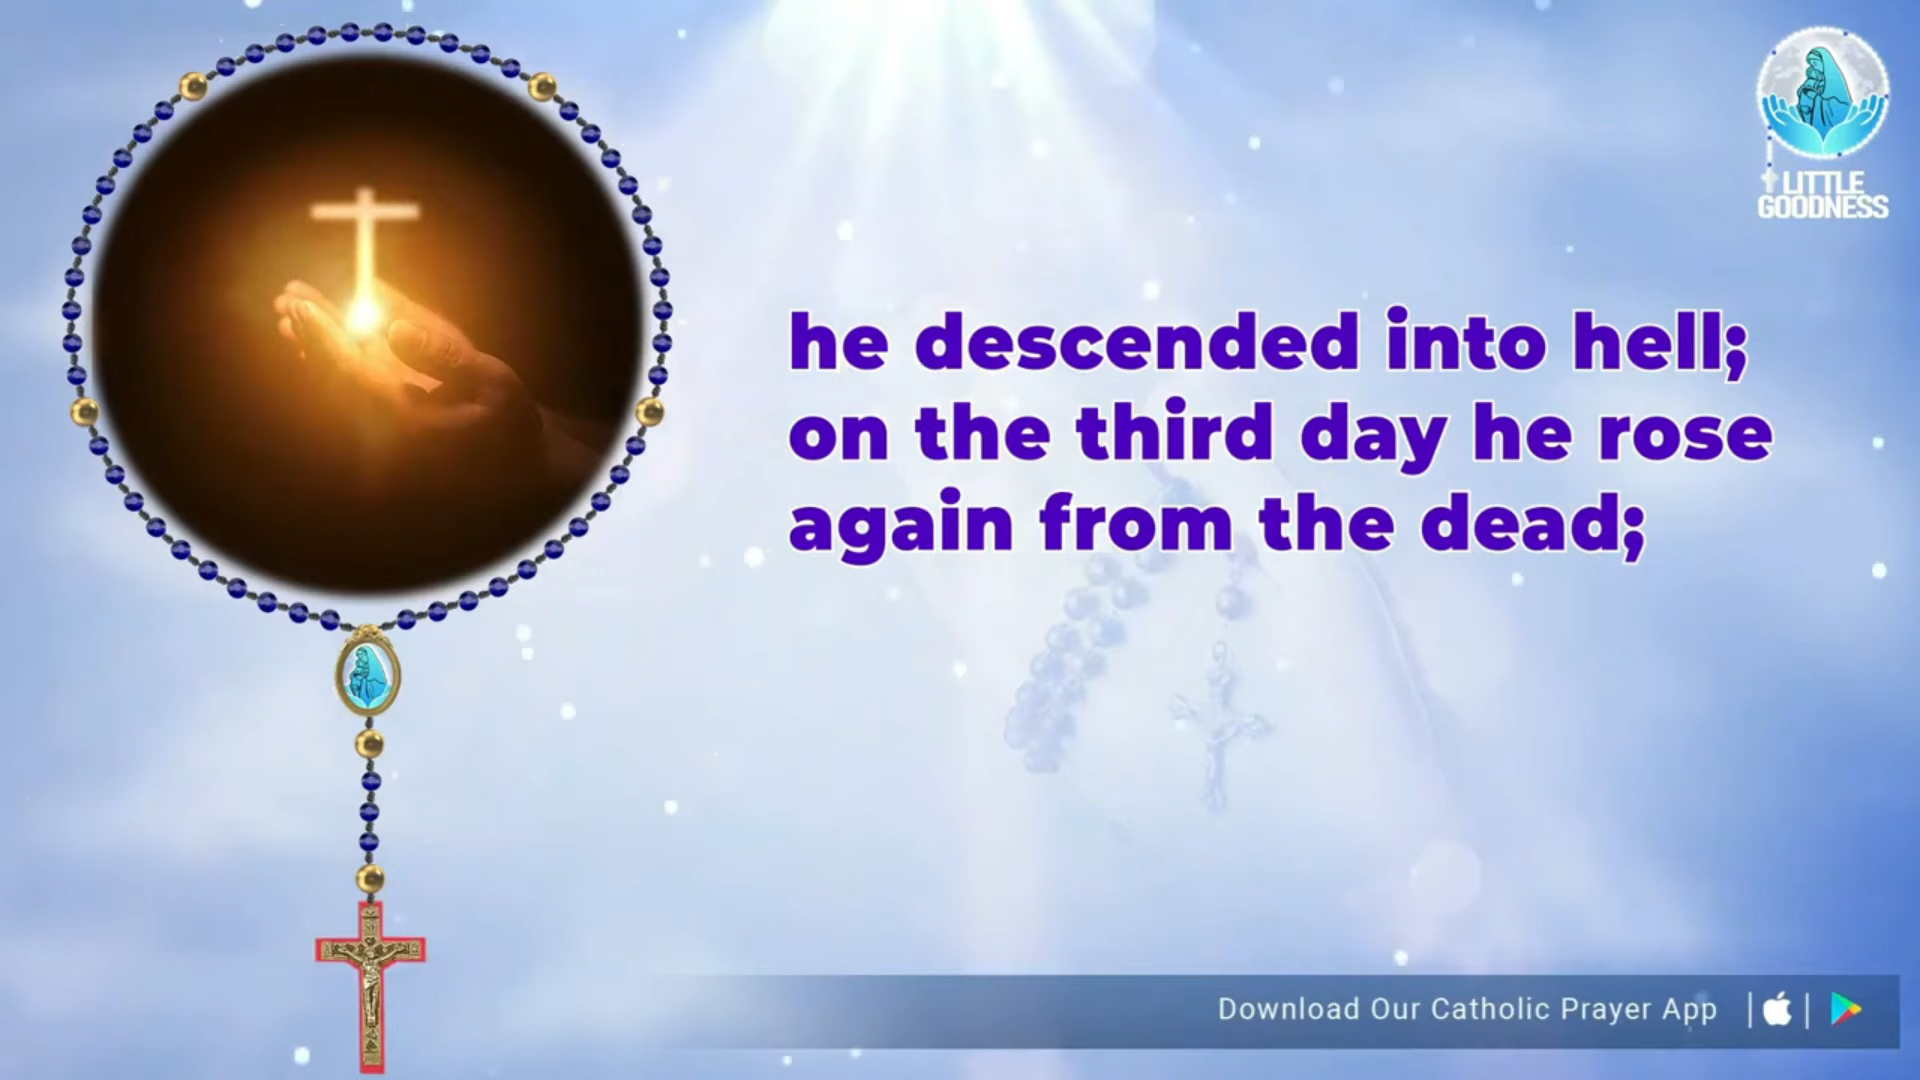 LITTLE
GOODNESS
he descended into hell;
on the third day he rose
again from the dead;
Download Our Catholic Prayer App